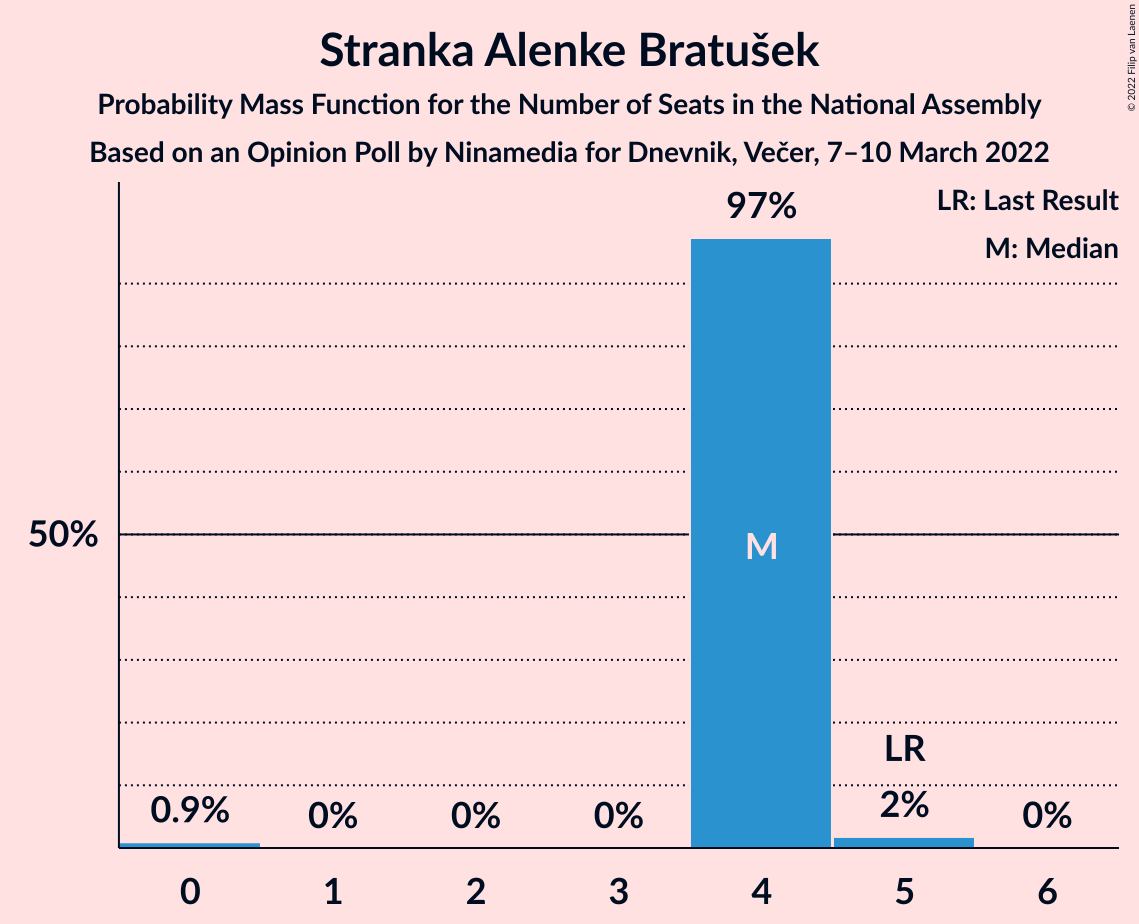 Stranka Alenke Bratušek
Probability Mass Function for the Number of Seats in the National Assembly
Based on an Opinion Poll by Ninamedia for Dnevnik, Večer, 7–10 March 2022
© 2022 Filip van Laenen
LR: Last Result
M: Median
97%
50%
M
LR
0.9%
0%
0%
0%
2%
0%
0 1 2 3 4 5 6